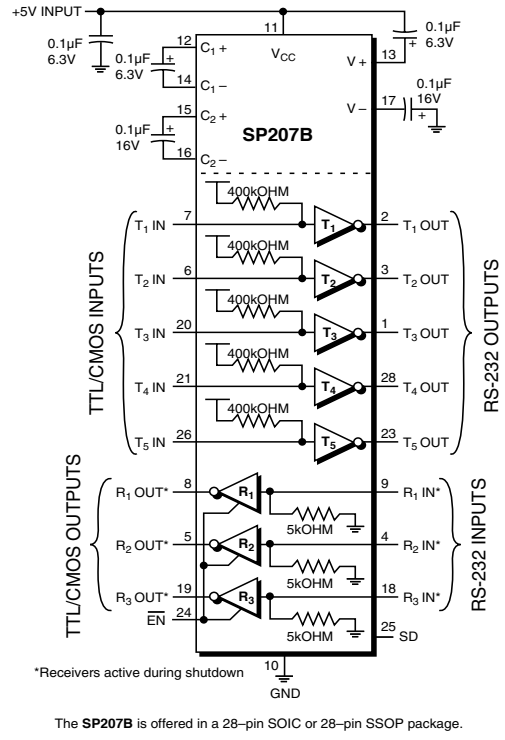 +5V INPUT
0.1µF
6.3V
12
C1 +
0.1µF
6.3V
14
C1 –
15
C2 +
0.1µF
16V
16
C2 –
11
VCC
0.1µF
6.3V
V +
13
0.1µF
16V
V –
17
SP207B
400kOHM
T1 IN
7
T1
2
T1 OUT
400kOHM
T2 IN
6
T2
3
T2 OUT
400kOHM
T3 IN
20
T3
1
T3 OUT
400kOHM
T4 IN
21
T4
28
T4 OUT
400kOHM
T5 IN
26
T5
23
T5 OUT
TTL/CMOS INPUTS
RS-232 OUTPUTS
R1 OUT*
8
R1
9
R1 IN*
5kOHM
R2 OUT*
5
R2
4
R2 IN*
5kOHM
R3 OUT*
19
R3
18
R3 IN*
5kOHM
TTL/CMOS OUTPUTS
RS-232 INPUTS
EN
24
25
SD
*Receivers active during shutdown
10
GND
The SP207B is offered in a 28–pin SOIC or 28–pin SSOP package.